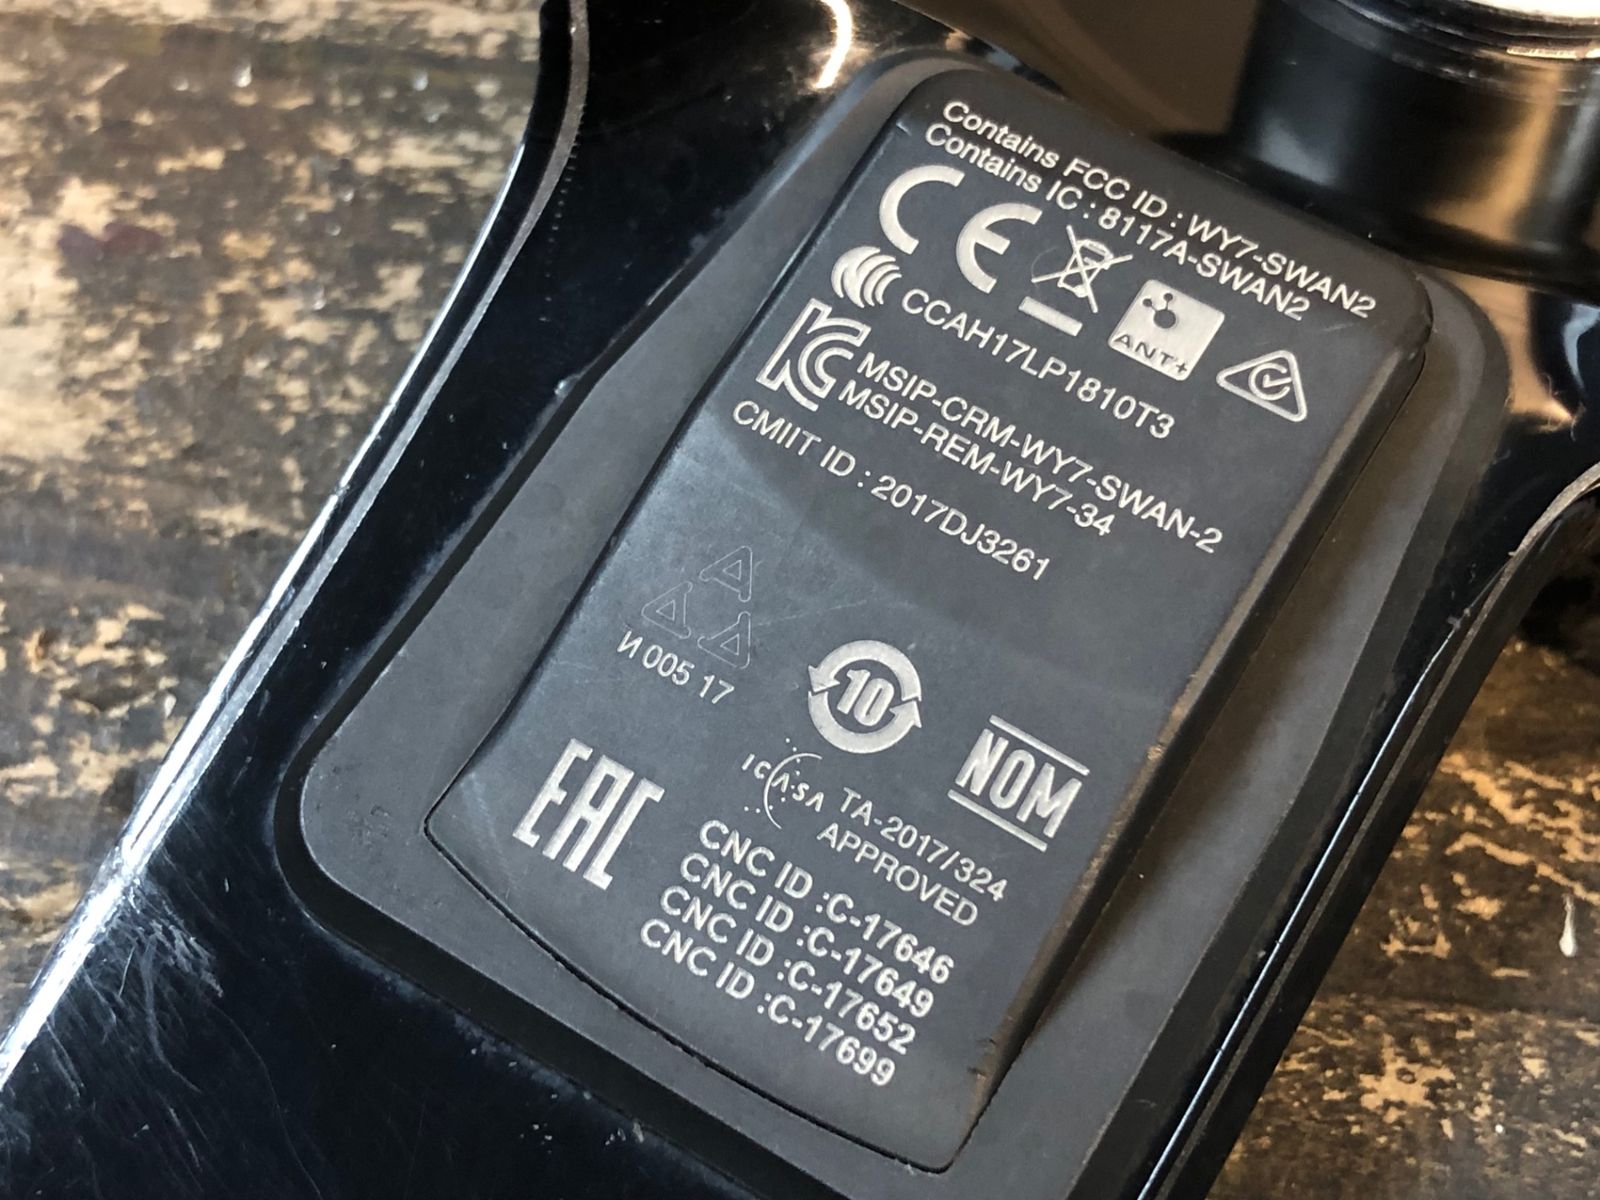 Contains FCC ID : WY7-SWAN2
Contains IC : 8117A-SWAN2
CE
ANT+
CCAH17LP1810T3
KC
MSIP-CRM-WY7-SWAN-2
MSIP-REM-WY7-34
CMIIT ID : 2017DJ3261
И 005 17
10
NOM
ICASA
TA-2017/324
APPROVED
EAC
CNC ID :C-17646
CNC ID :C-17649
CNC ID :C-17652
CNC ID :C-17699